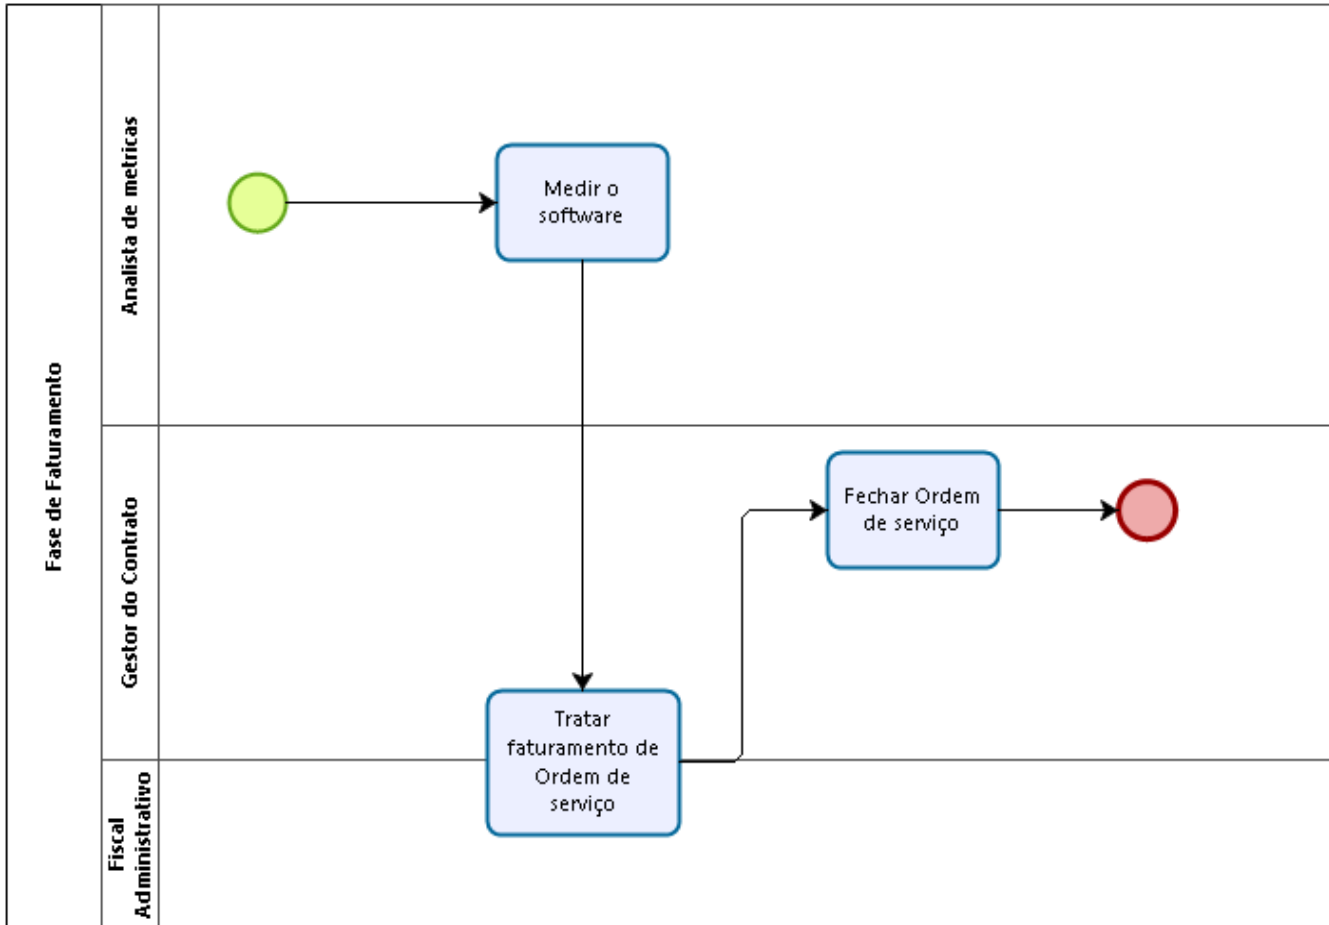 Fase de Faturamento
Analista de metricas
Medir o
software
Gestor do Contrato
Fechar Ordem
de serviço
Tratar
faturamento de
Ordem de
serviço
Fiscal
Administrativo